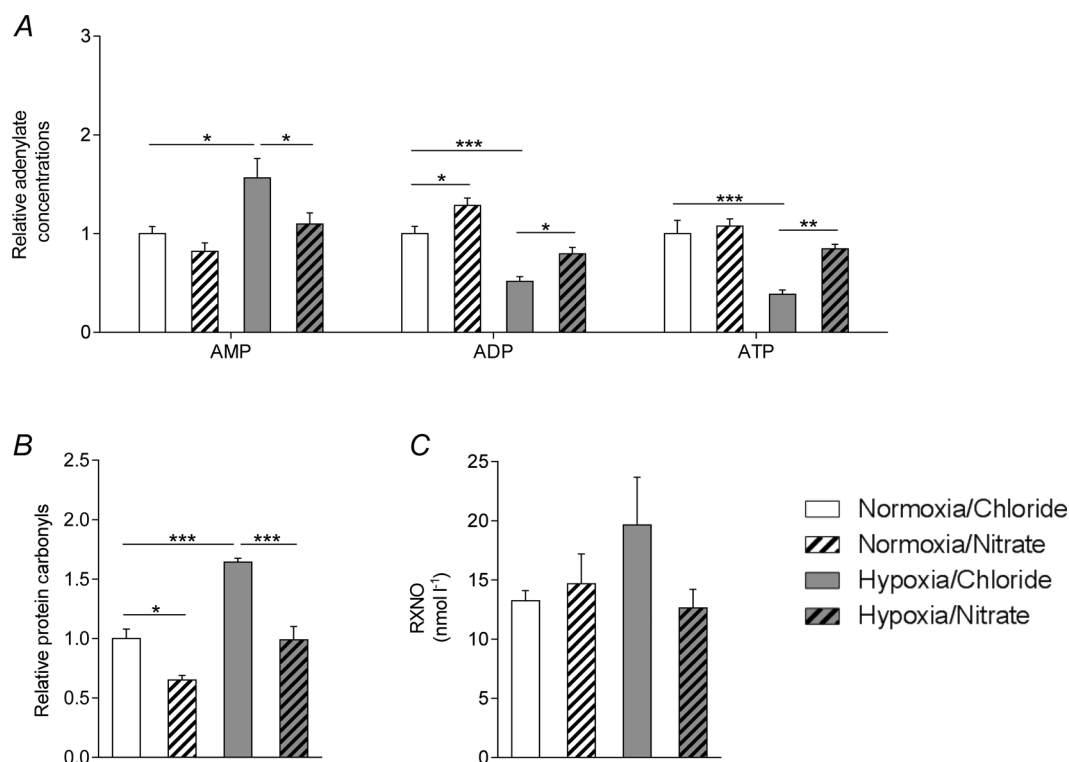 A
Relative adenylate
concentrations
3
2
1
0
*
*
***
*
*
***
**
AMP
ADP
ATP
B
Relative protein carbonyls
2.5
2.0
1.5
1.0
0.5
0.0
***
***
*
C
RXNO
(nmol l⁻¹)
25
20
15
10
5
0
Normoxia/Chloride
Normoxia/Nitrate
Hypoxia/Chloride
Hypoxia/Nitrate